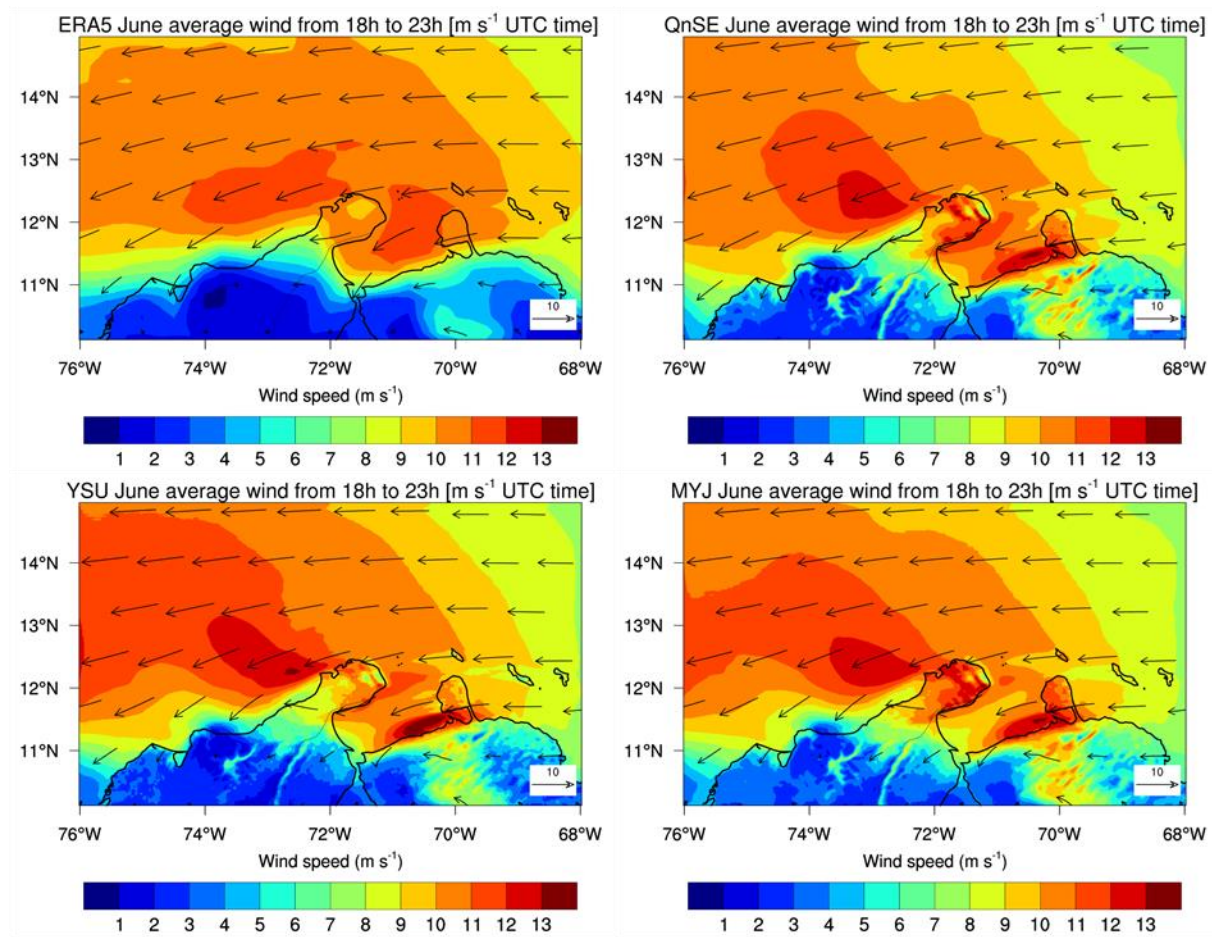 ERA5 June average wind from 18h to 23h [m s⁻¹ UTC time]
14°N
13°N
12°N
11°N
10
76°W 74°W 72°W 70°W 68°W
Wind speed (m s⁻¹)
1 2 3 4 5 6 7 8 9 10 11 12 13
QnSE June average wind from 18h to 23h [m s⁻¹ UTC time]
14°N
13°N
12°N
11°N
10
76°W 74°W 72°W 70°W 68°W
Wind speed (m s⁻¹)
1 2 3 4 5 6 7 8 9 10 11 12 13
YSU June average wind from 18h to 23h [m s⁻¹ UTC time]
14°N
13°N
12°N
11°N
10
76°W 74°W 72°W 70°W 68°W
Wind speed (m s⁻¹)
1 2 3 4 5 6 7 8 9 10 11 12 13
MYJ June average wind from 18h to 23h [m s⁻¹ UTC time]
14°N
13°N
12°N
11°N
10
76°W 74°W 72°W 70°W 68°W
Wind speed (m s⁻¹)
1 2 3 4 5 6 7 8 9 10 11 12 13